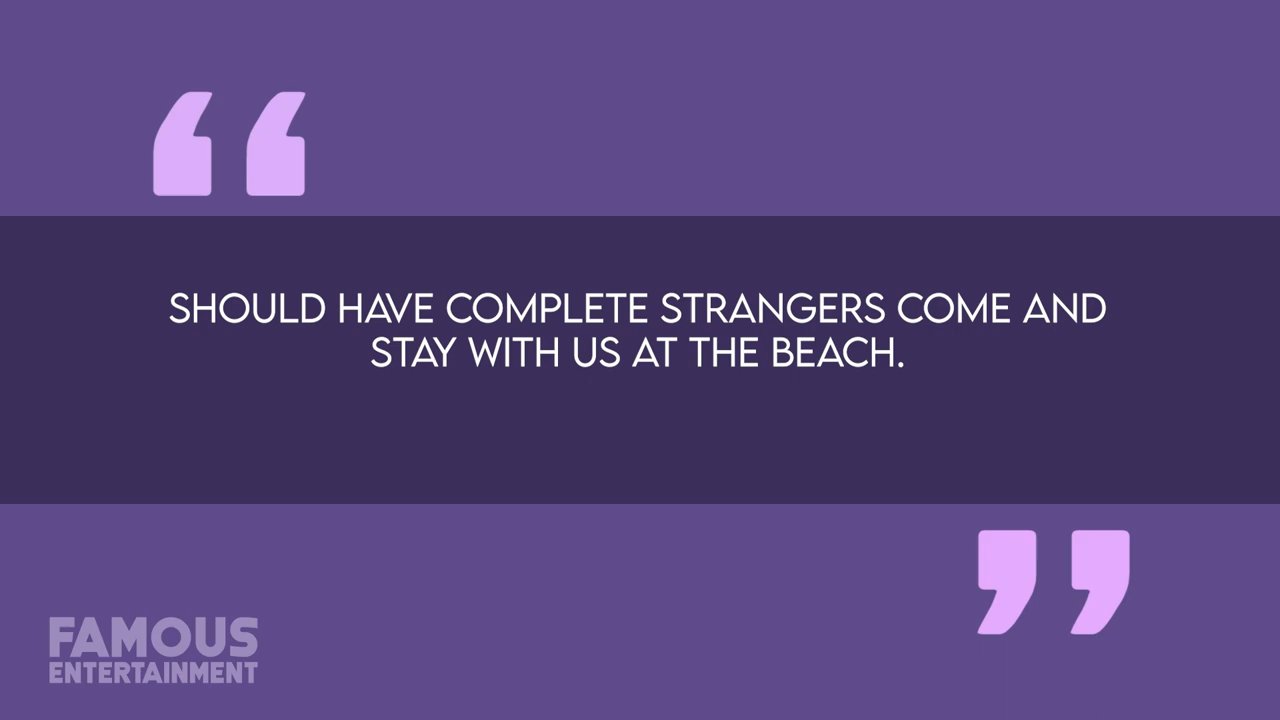 “
SHOULD HAVE COMPLETE STRANGERS COME AND
STAY WITH US AT THE BEACH.
”
FAMOUS
ENTERTAINMENT